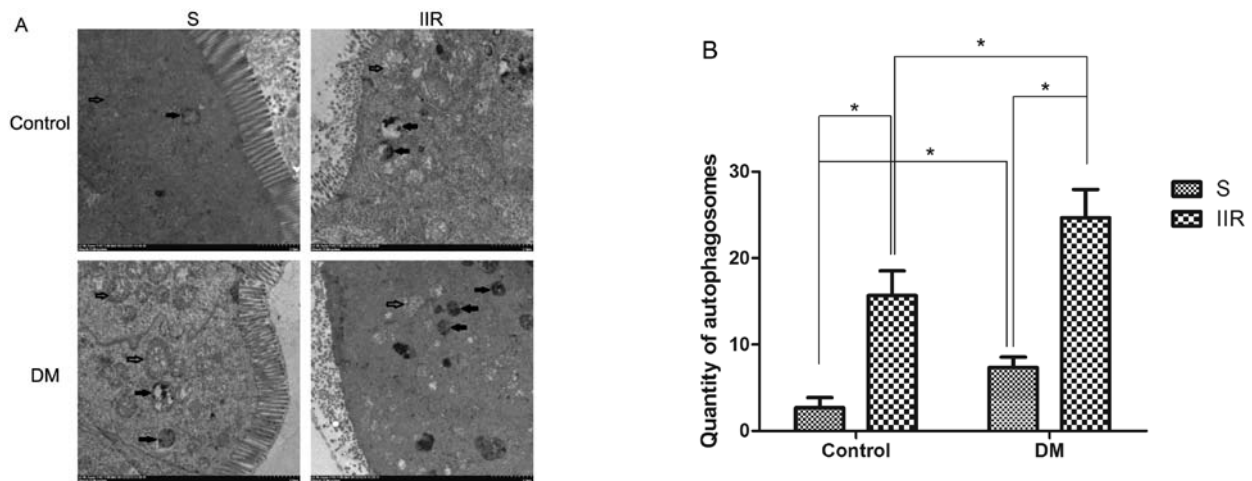 A
S
IIR
Control
DM
B
*
*
*
*
30
20
10
0
Quantity of autophagosomes
Control
DM
S
IIR